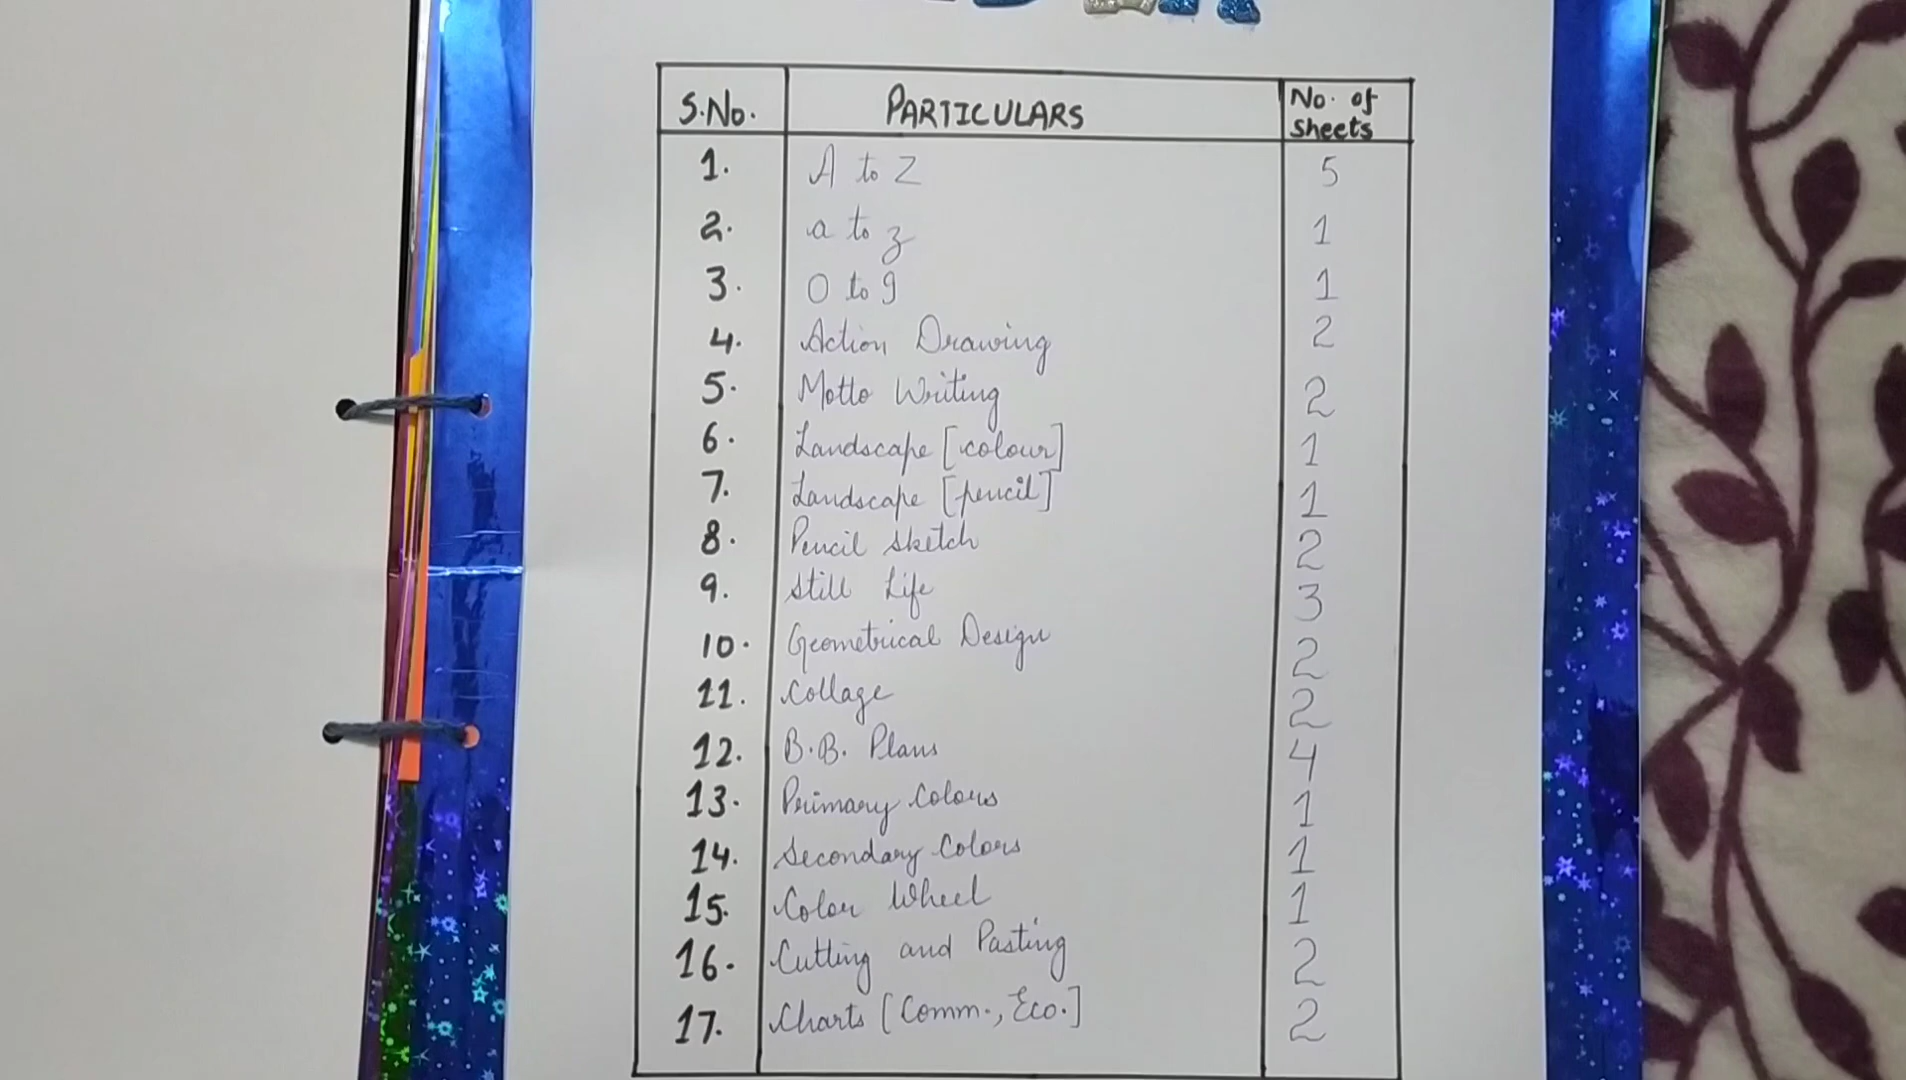 S.No. PARTICULARS No. of sheets
1. A to Z 5
2. a to z 1
3. 0 to 9 1
4. Action Drawing 2
5. Motto Writing 2
6. Landscape [colour] 1
7. Landscape [pencil] 1
8. Pencil sketch 2
9. Still Life 3
10. Geometrical Design 2
11. Collage 2
12. B.B. Plans 4
13. Primary Colors 1
14. Secondary Colors 1
15. Color Wheel 1
16. Cutting and Pasting 2
17. Charts [Comm., Eco.] 2